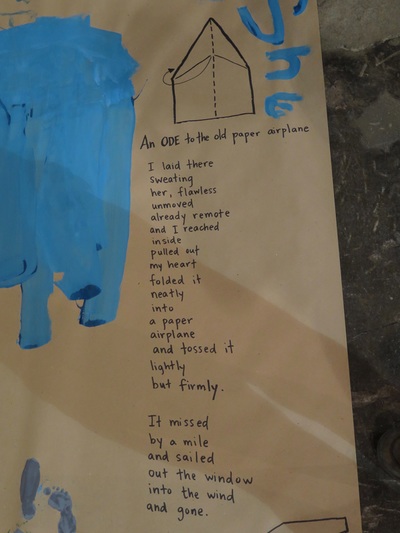 She
An ODE to the old paper airplane
I laid there
sweating
her, flawless
unmoved
already remote
and I reached
inside
pulled out
my heart
folded it
neatly
into
a paper
airplane
and tossed it
lightly
but firmly.
It missed
by a mile
and sailed
out the window
into the wind
and gone.